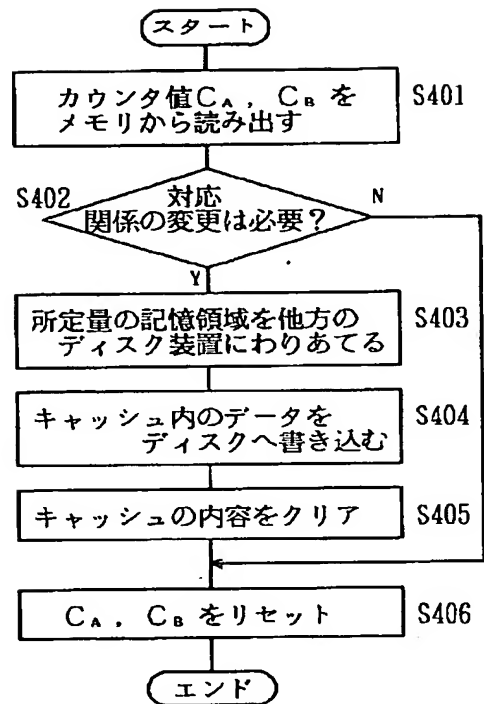 スタート
カウンタ値CA, CBを
メモリから読み出す
S401
S402
対応
関係の変更は必要？
N
Y
所定量の記憶領域を他方の
ディスク装置にわりあてる
S403
キャッシュ内のデータを
ディスクへ書き込む
S404
キャッシュの内容をクリア
S405
CA, CBをリセット
S406
エンド